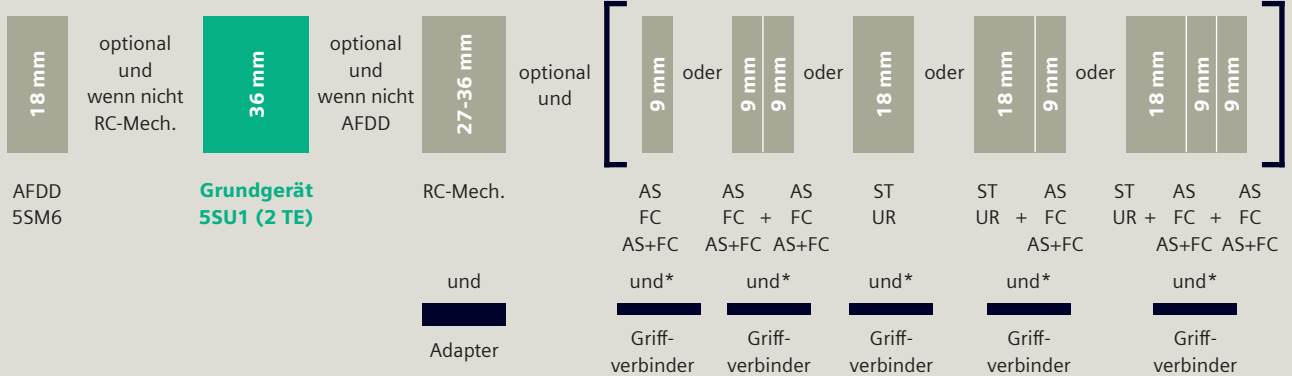 18 mm
optional
und
wenn nicht
RC-Mech.
36 mm
optional
und
wenn nicht
AFDD
27-36 mm
optional
und
9 mm
oder
9 mm
9 mm
oder
18 mm
oder
18 mm
9 mm
oder
18 mm
9 mm
9 mm
AFDD
5SM6
Grundgerät
5SU1 (2 TE)
RC-Mech.
und
Adapter
AS
FC
AS+FC
und*
Griff-
verbinder
AS AS
FC + FC
AS+FC AS+FC
und*
Griff-
verbinder
ST
UR
und*
Griff-
verbinder
ST AS
UR + FC
AS+FC
und*
Griff-
verbinder
ST AS AS
UR + FC + FC
AS+FC AS+FC
und*
Griff-
verbinder